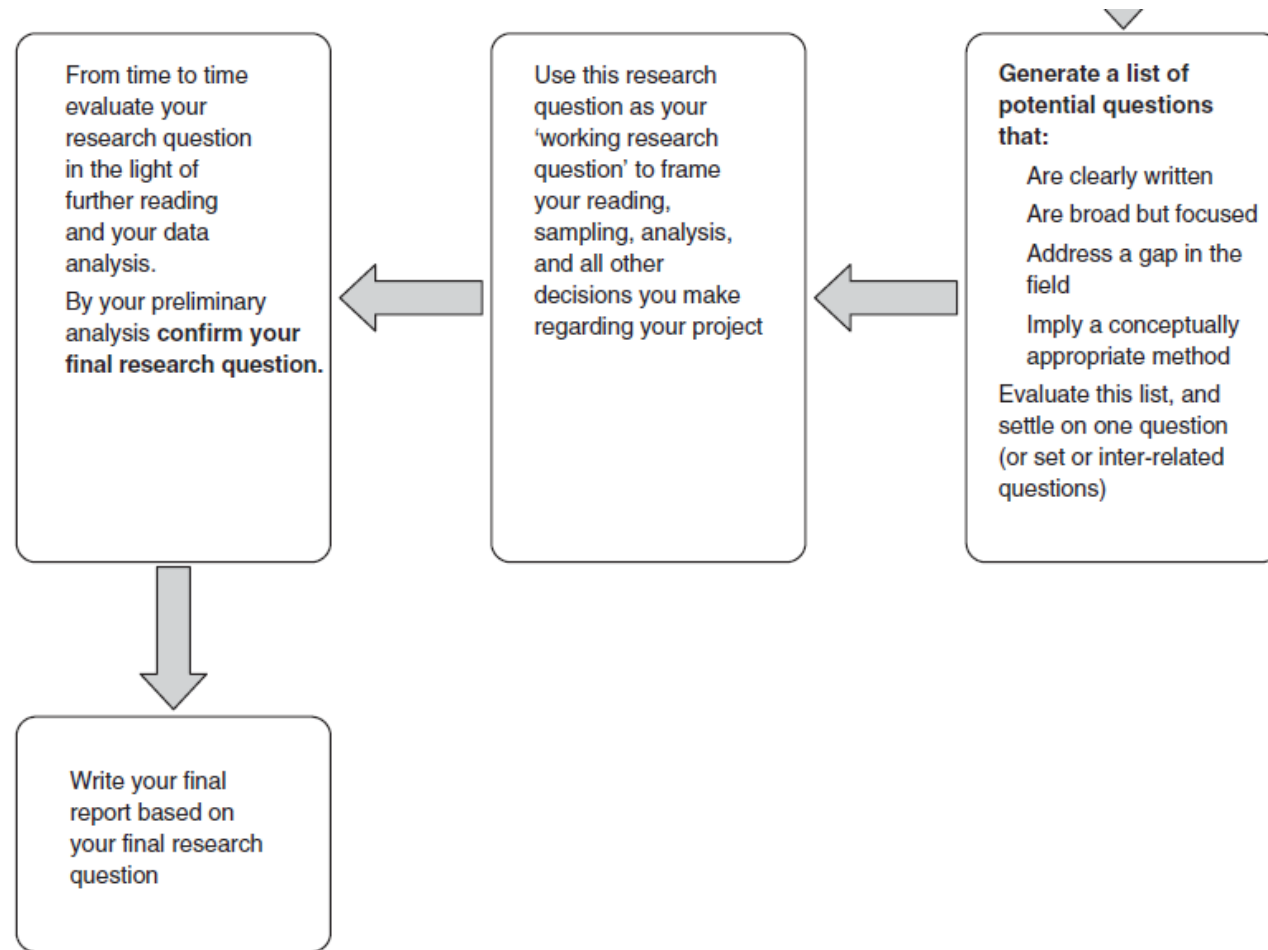 Generate a list of
potential questions
that:
Are clearly written
Are broad but focused
Address a gap in the
field
Imply a conceptually
appropriate method
Evaluate this list, and
settle on one question
(or set or inter-related
questions)
Use this research
question as your
‘working research
question’ to frame
your reading,
sampling, analysis,
and all other
decisions you make
regarding your project
From time to time
evaluate your
research question
in the light of
further reading
and your data
analysis.
By your preliminary
analysis confirm your
final research question.
Write your final
report based on
your final research
question